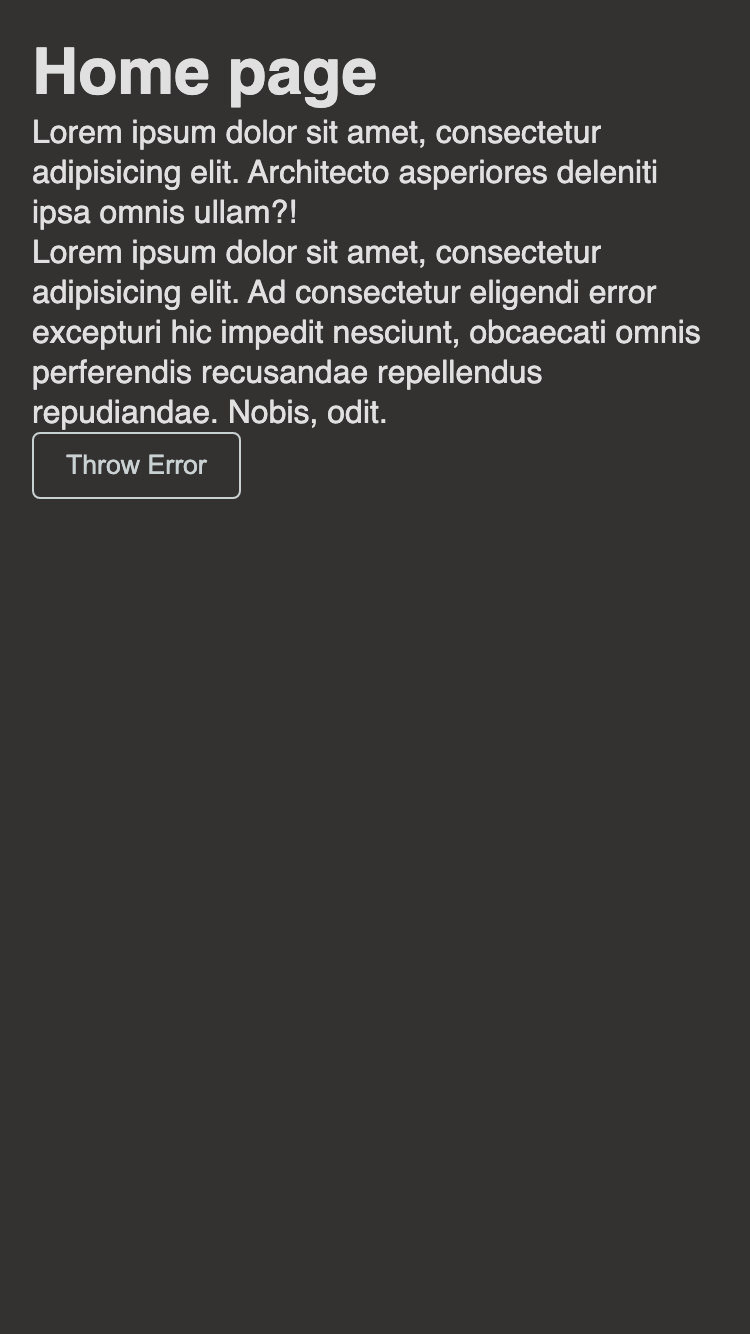 Home page
Lorem ipsum dolor sit amet, consectetur
adipisicing elit. Architecto asperiores deleniti
ipsa omnis ullam?!
Lorem ipsum dolor sit amet, consectetur
adipisicing elit. Ad consectetur eligendi error
excepturi hic impedit nesciunt, obcaecati omnis
perferendis recusandae repellendus
repudiandae. Nobis, odit.
Throw Error